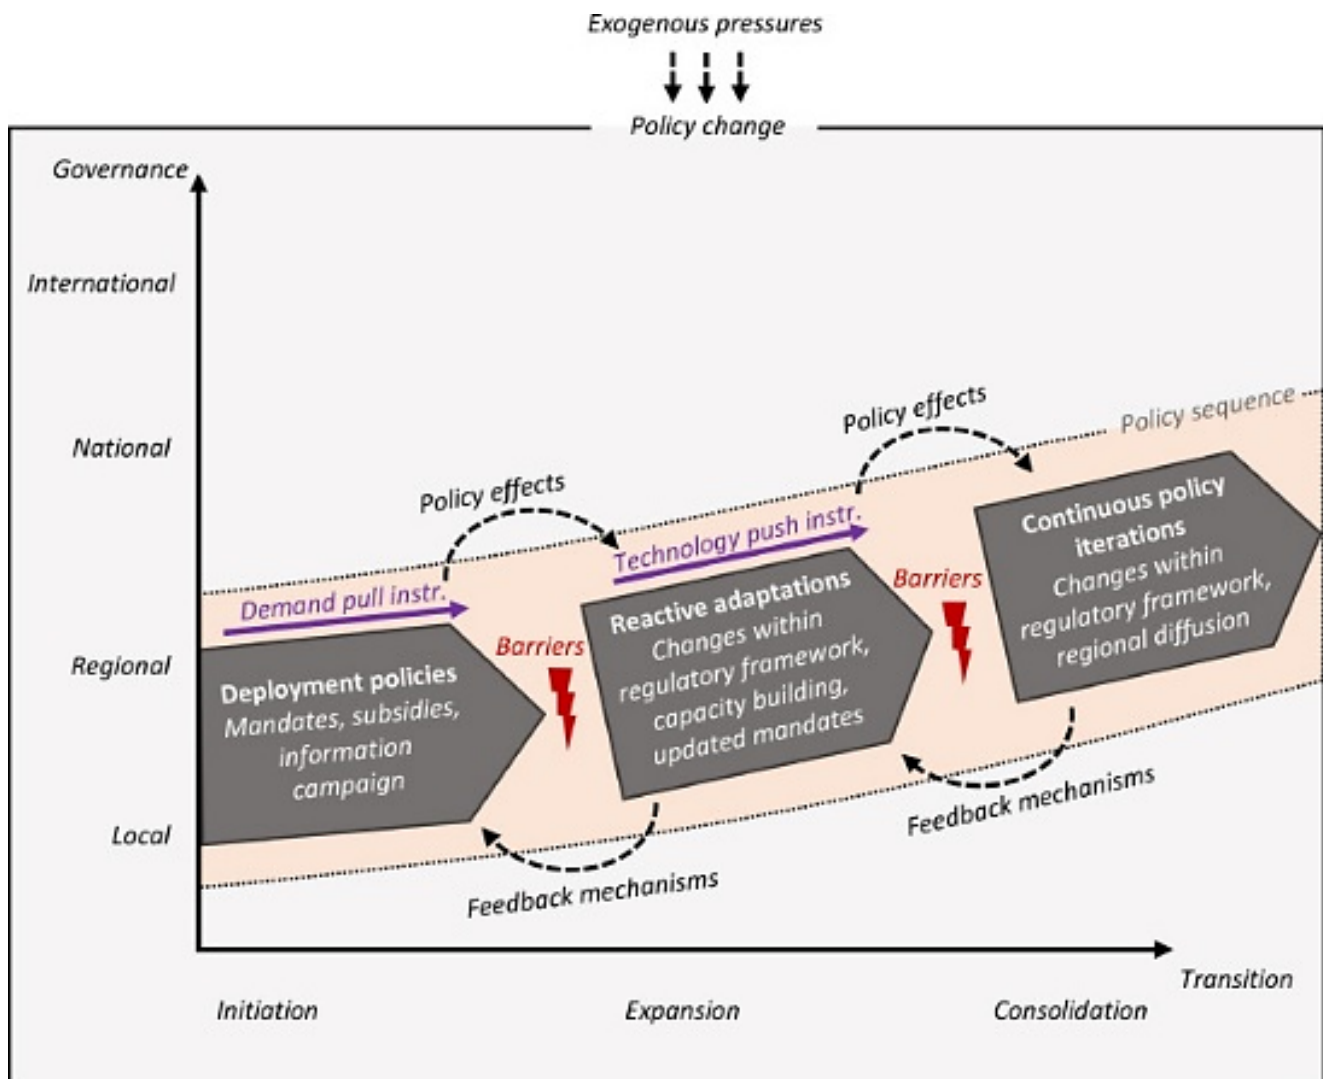 Exogenous pressures
Policy change
Governance
International
National
Regional
Local
Policy effects
Policy effects
Policy sequence
Demand pull instr.
Technology push instr.
Barriers
Barriers
Deployment policies
Mandates, subsidies,
information
campaign
Reactive adaptations
Changes within
regulatory framework,
capacity building,
updated mandates
Continuous policy
iterations
Changes within
regulatory framework,
regional diffusion
Feedback mechanisms
Feedback mechanisms
Transition
Initiation
Expansion
Consolidation